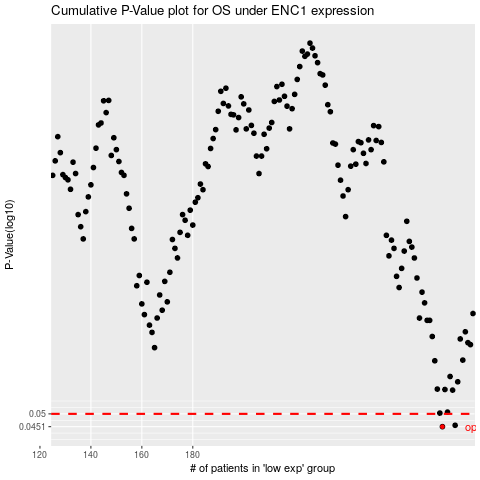 Cumulative P-Value plot for OS under ENC1 expression
P-Value(log10)
0.05
0.0451
op
120 140 160 180
# of patients in 'low exp' group